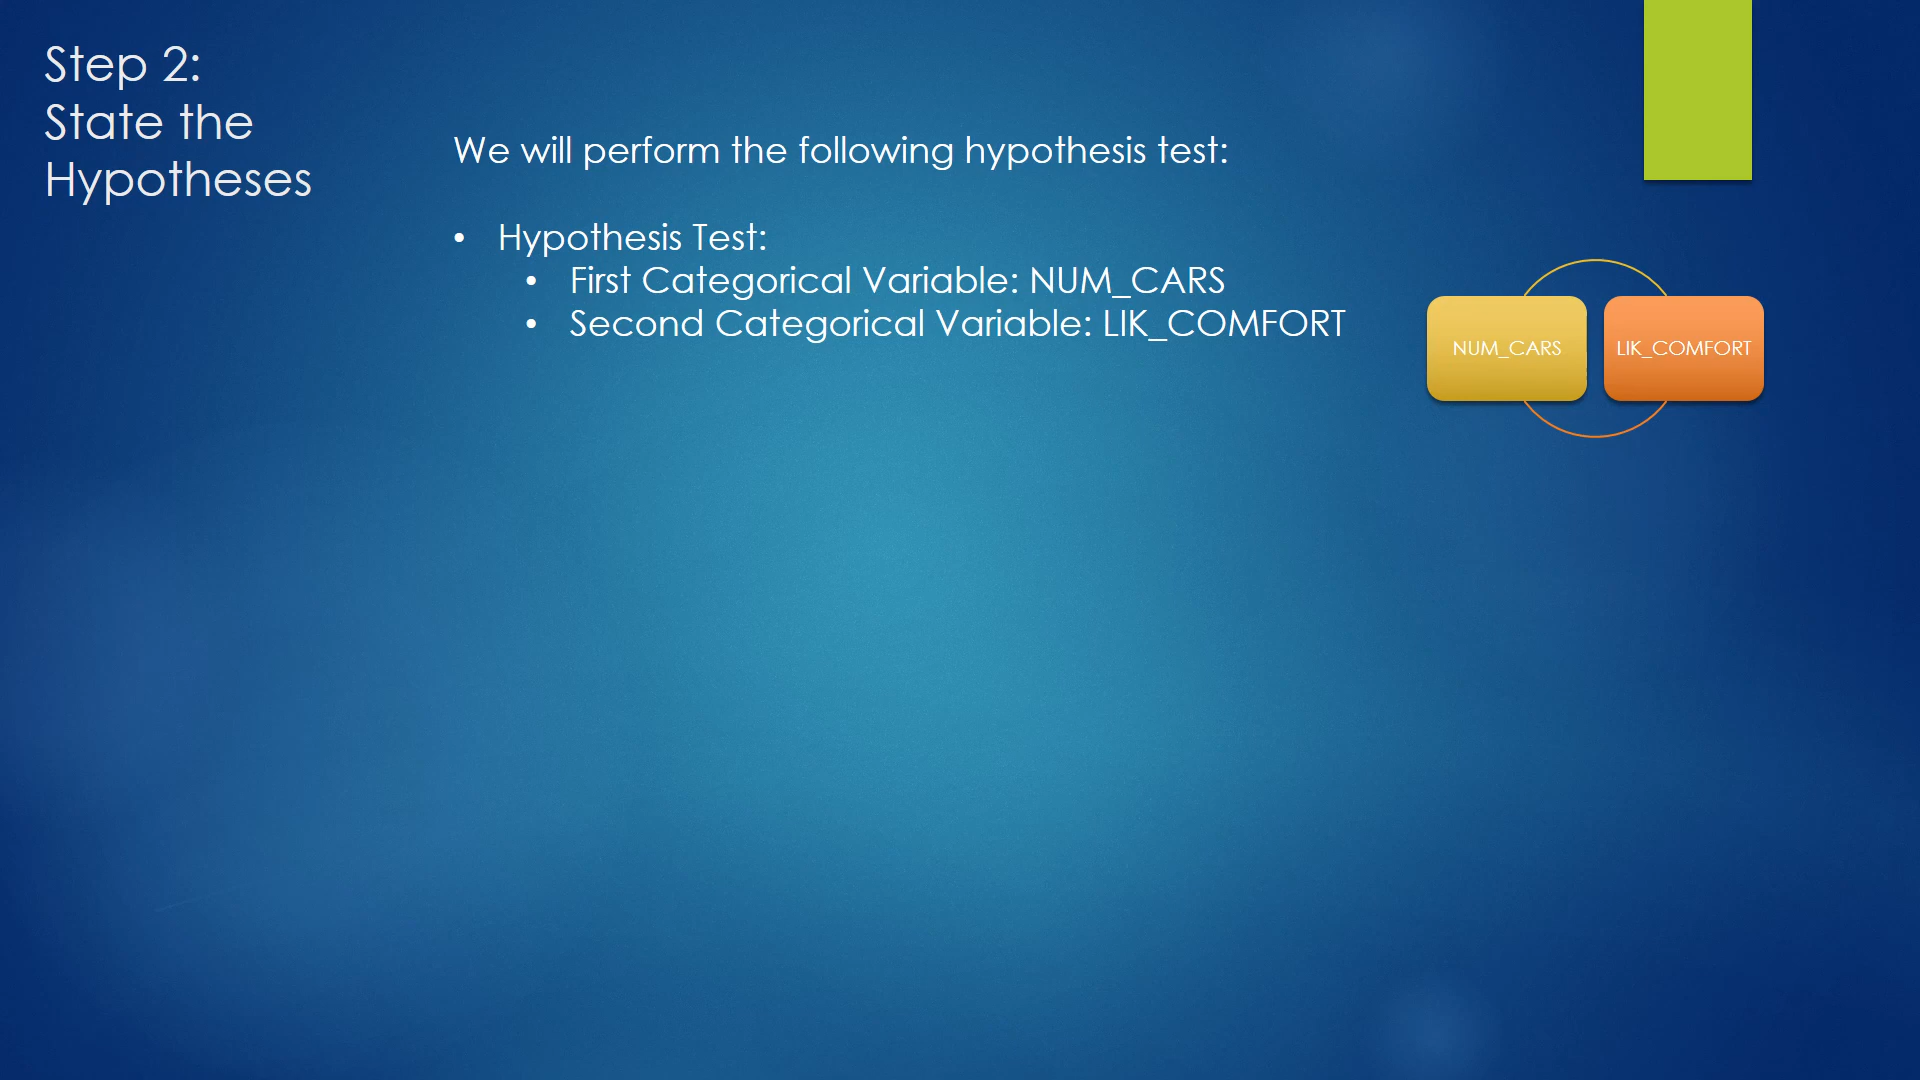 Step 2:
State the
Hypotheses
We will perform the following hypothesis test:
• Hypothesis Test:
• First Categorical Variable: NUM_CARS
• Second Categorical Variable: LIK_COMFORT
NUM_CARS
LIK_COMFORT